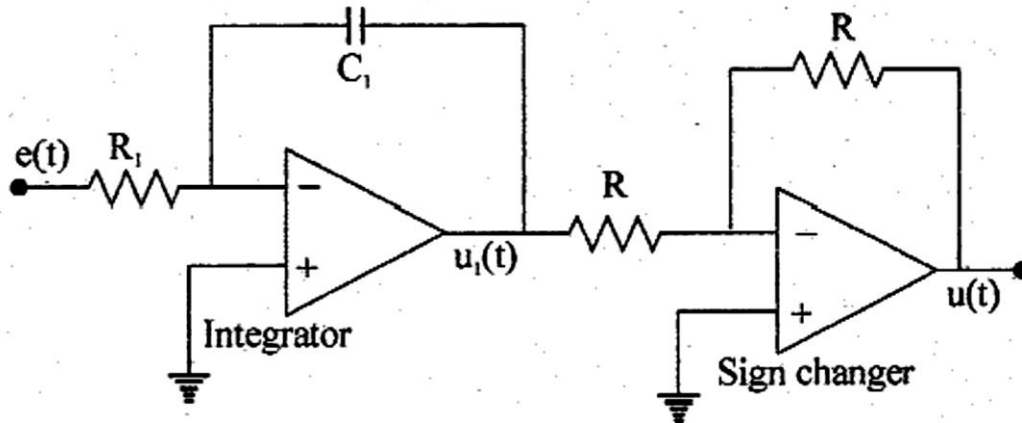 R
C₁
e(t)
R₁
R
−
−
u₁(t)
+
u(t)
+
Integrator
Sign changer